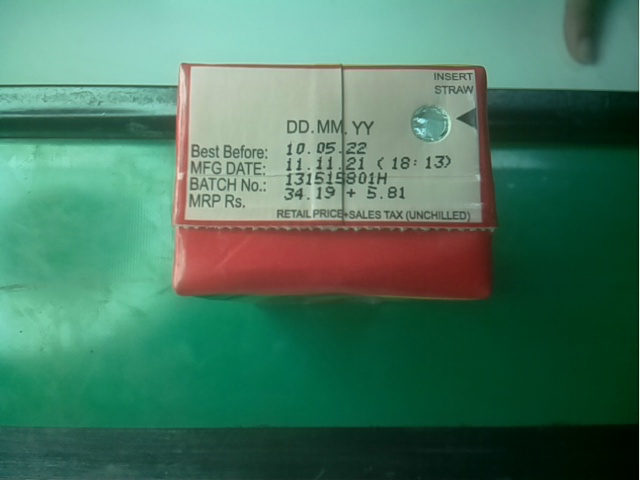 INSERT
STRAW
DD.MM.YY
Best Before: 10.05.22
MFG DATE: 11.11.21 (18:13)
BATCH No.: 131515801H
MRP Rs. 34.19 + 5.81
RETAIL PRICE+SALES TAX (UNCHILLED)